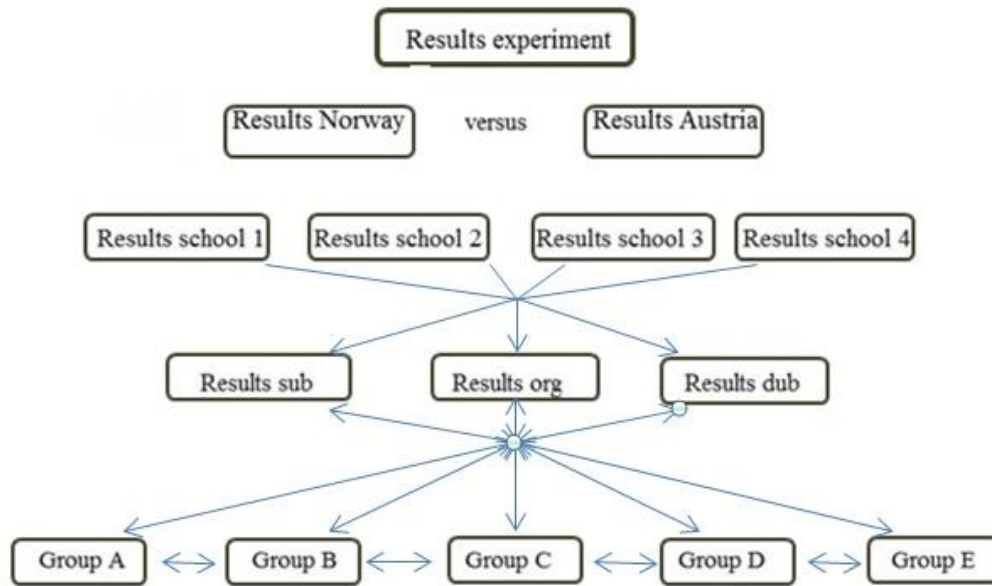 Results experiment
Results Norway versus Results Austria
Results school 1 Results school 2 Results school 3 Results school 4
Results sub Results org Results dub
Group A Group B Group C Group D Group E